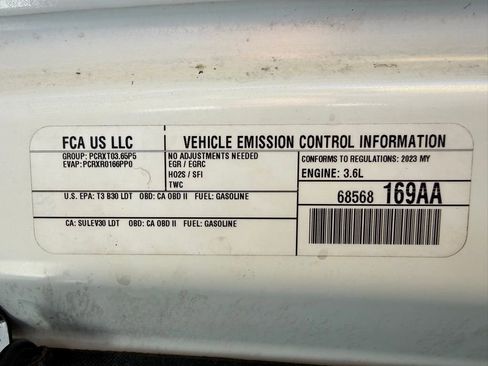 FCA US LLC
VEHICLE EMISSION CONTROL INFORMATION
GROUP: PCRXT03.65P5
EVAP: PCRXR0166PP0
NO ADJUSTMENTS NEEDED
EGR / EGRC
HO2S / SFI
TWC
CONFORMS TO REGULATIONS: 2023 MY
ENGINE: 3.6L
U.S. EPA: T3 B30 LDT OBD: CA OBD II FUEL: GASOLINE
68568 169AA
CA: SULEV30 LDT OBD: CA OBD II FUEL: GASOLINE